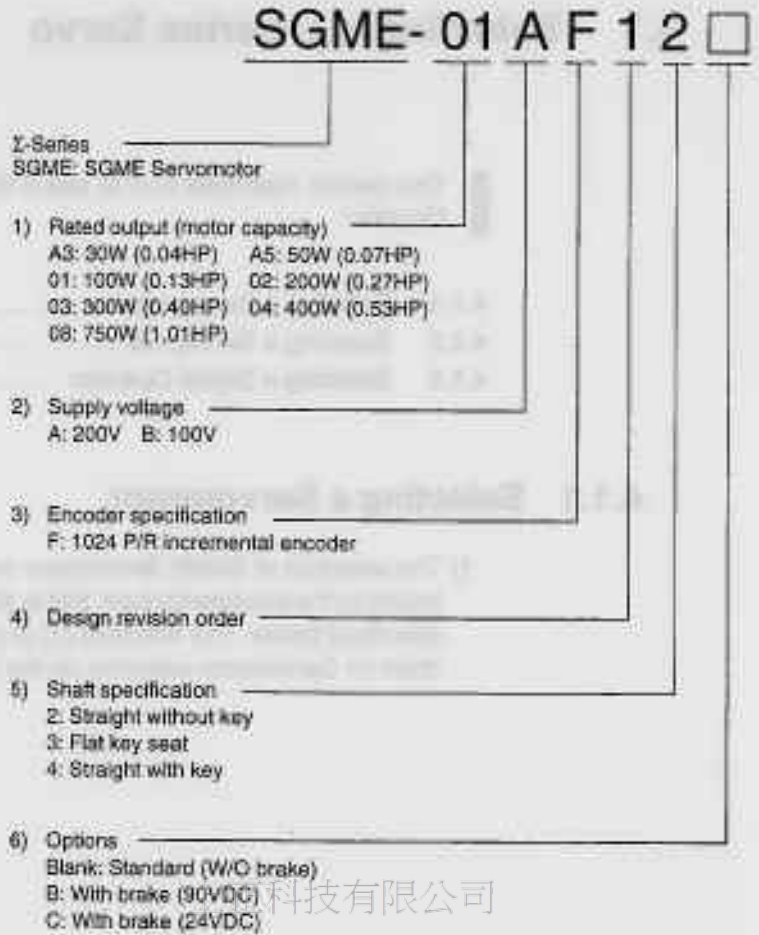 SGME- 01 A F 1 2 □
Σ-Series
SGME: SGME Servomotor
1) Rated output (motor capacity)
A3: 30W (0.04HP) A5: 50W (0.07HP)
01: 100W (0.13HP) 02: 200W (0.27HP)
03: 300W (0.40HP) 04: 400W (0.53HP)
08: 750W (1.01HP)
2) Supply voltage
A: 200V B: 100V
3) Encoder specification
F: 1024 P/R incremental encoder
4) Design revision order
5) Shaft specification
2: Straight without key
3: Flat key seat
4: Straight with key
6) Options
Blank: Standard (W/O brake)
B: With brake (90VDC)
科技有限公司
C: With brake (24VDC)